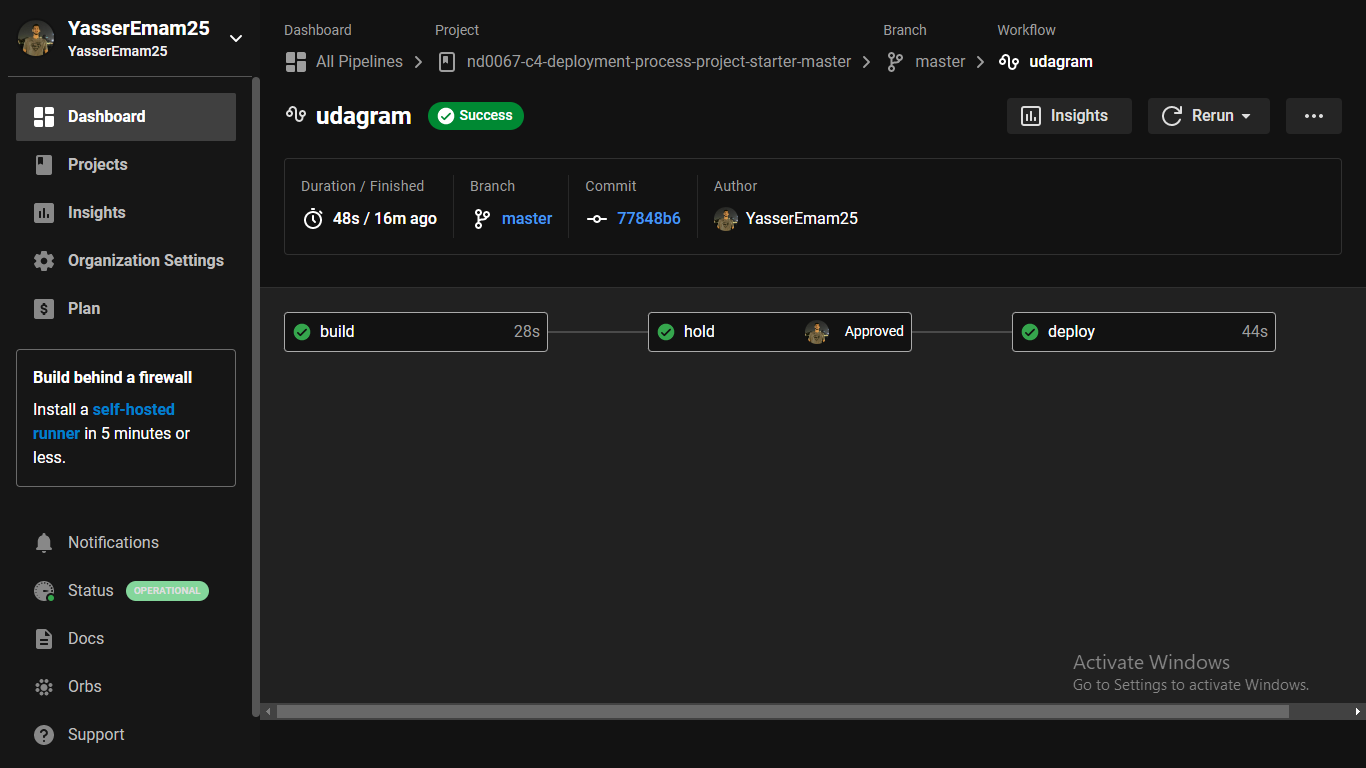 YasserEmam25
YasserEmam25
Dashboard
Projects
Insights
Organization Settings
Plan
Build behind a firewall
Install a self-hosted
runner in 5 minutes or
less.
Notifications
Status OPERATIONAL
Docs
Orbs
Support
Dashboard Project Branch Workflow
All Pipelines nd0067-c4-deployment-process-project-starter-master master udagram
udagram Success Insights Rerun
Duration / Finished Branch Commit Author
48s / 16m ago master 77848b6 YasserEmam25
build 28s hold Approved deploy 44s
Activate Windows
Go to Settings to activate Windows.